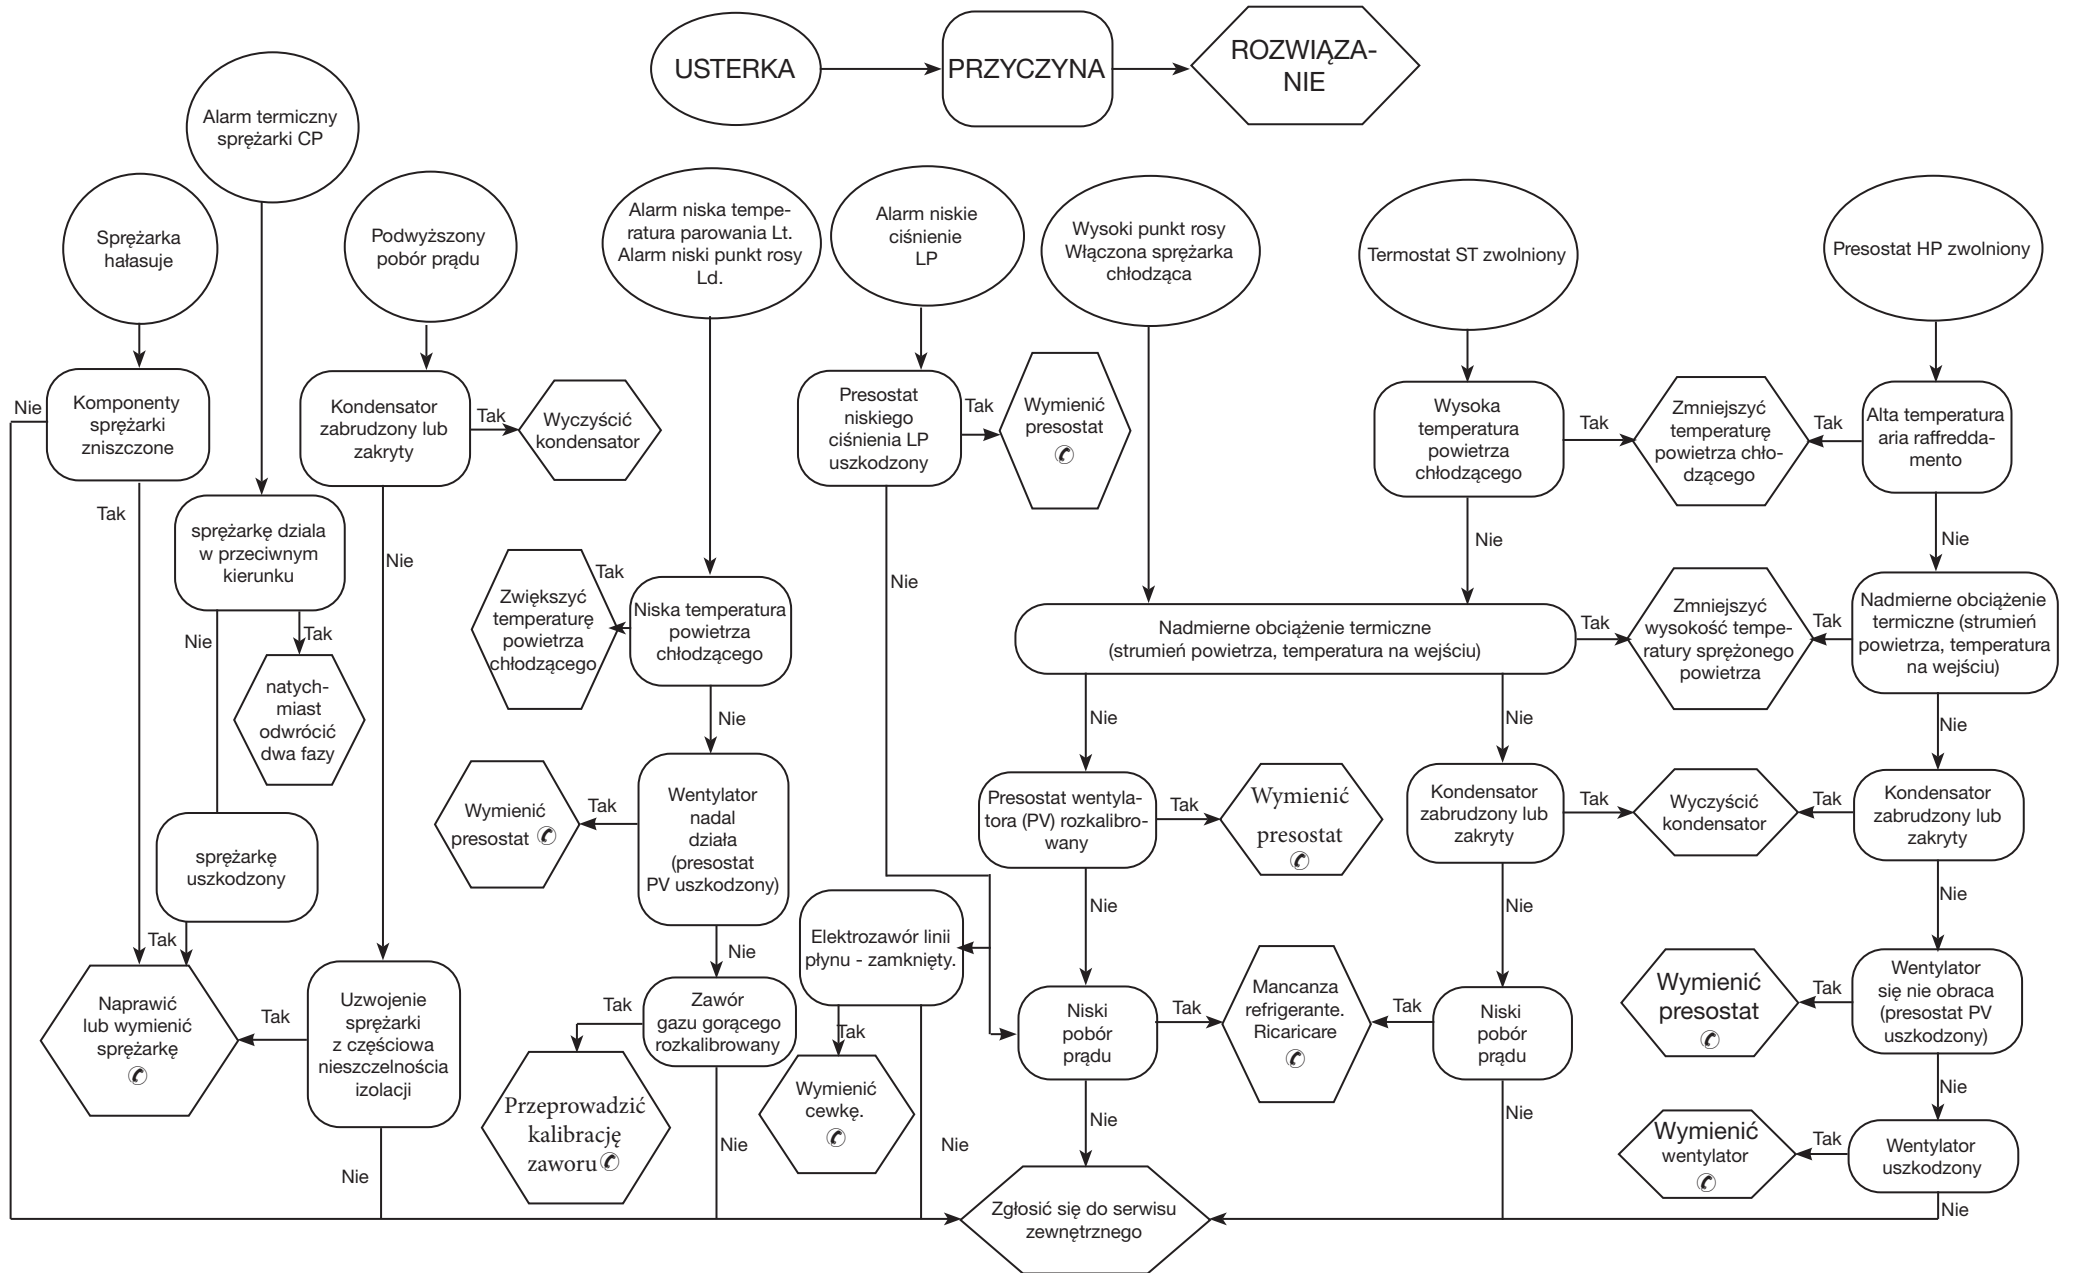 USTERKA
PRZYCZYNA
ROZWIĄZA-
NIE
Alarm termiczny
sprężarki CP
Sprężarka
hałasuje
Podwyższony
pobór prądu
Alarm niska tempe-
ratura parowania Lt.
Alarm niski punkt rosy
Ld.
Alarm niskie
ciśnienie
LP
Wysoki punkt rosy
Włączona sprężarka
chłodząca
Termostat ST zwolniony
Presostat HP zwolniony
Nie
Komponenty
sprężarki
zniszczone
Tak
Kondensator
zabrudzony lub
zakryty
Tak
Wyczyścić
kondensator
Nie
Presostat
niskiego
ciśnienia LP
uszkodzony
Tak
Wymienić
presostat
✆
Nie
Wysoka
temperatura
powietrza
chłodzącego
Tak
Zmniejszyć
temperaturę
powietrza chło-
dzącego
Tak
Alta temperatura
aria raffredda-
mento
Nie
Nie
sprężarkę dziala
w przeciwnym
kierunku
Nie
Tak
natych-
miast
odwrócić
dwa fazy
Zwiększyć
temperaturę
powietrza
chłodzącego
Tak
Niska temperatura
powietrza
chłodzącego
Nie
Nadmierne obciążenie termiczne
(strumień powietrza, temperatura na wejściu)
Tak
Zmniejszyć
wysokość tempe-
ratury sprężonego
powietrza
Tak
Nadmierne obciążenie
termiczne (strumień
powietrza, temperatura
na wejściu)
Nie
Nie
Nie
sprężarkę
uszkodzony
Tak
Wymienić
presostat ✆
Tak
Wentylator
nadal
działa
(presostat
PV uszkodzony)
Nie
Presostat wentyla-
tora (PV) rozkalibro-
wany
Tak
Wymienić
presostat
✆
Nie
Kondensator
zabrudzony lub
zakryty
Tak
Wyczyścić
kondensator
Tak
Kondensator
zabrudzony lub
zakryty
Nie
Nie
Naprawić
lub wymienić
sprężarkę
✆
Tak
Uzwojenie
sprężarki
z częściowa
nieszczelnościa
izolacji
Nie
Tak
Zawór
gazu gorącego
rozkalibrowany
Przeprowadzić
kalibrację
zaworu✆
Nie
Elektrozawór linii
płynu - zamknięty.
Tak
Wymienić
cewkę.
✆
Nie
Niski
pobór
prądu
Tak
Mancanza
refrigerante.
Ricaricare
✆
Tak
Niski
pobór
prądu
Nie
Nie
Wymienić
presostat
✆
Tak
Wentylator
się nie obraca
(presostat PV
uszkodzony)
Nie
Wymienić
wentylator
✆
Tak
Wentylator
uszkodzony
Nie
Zgłosić się do serwisu
zewnętrznego